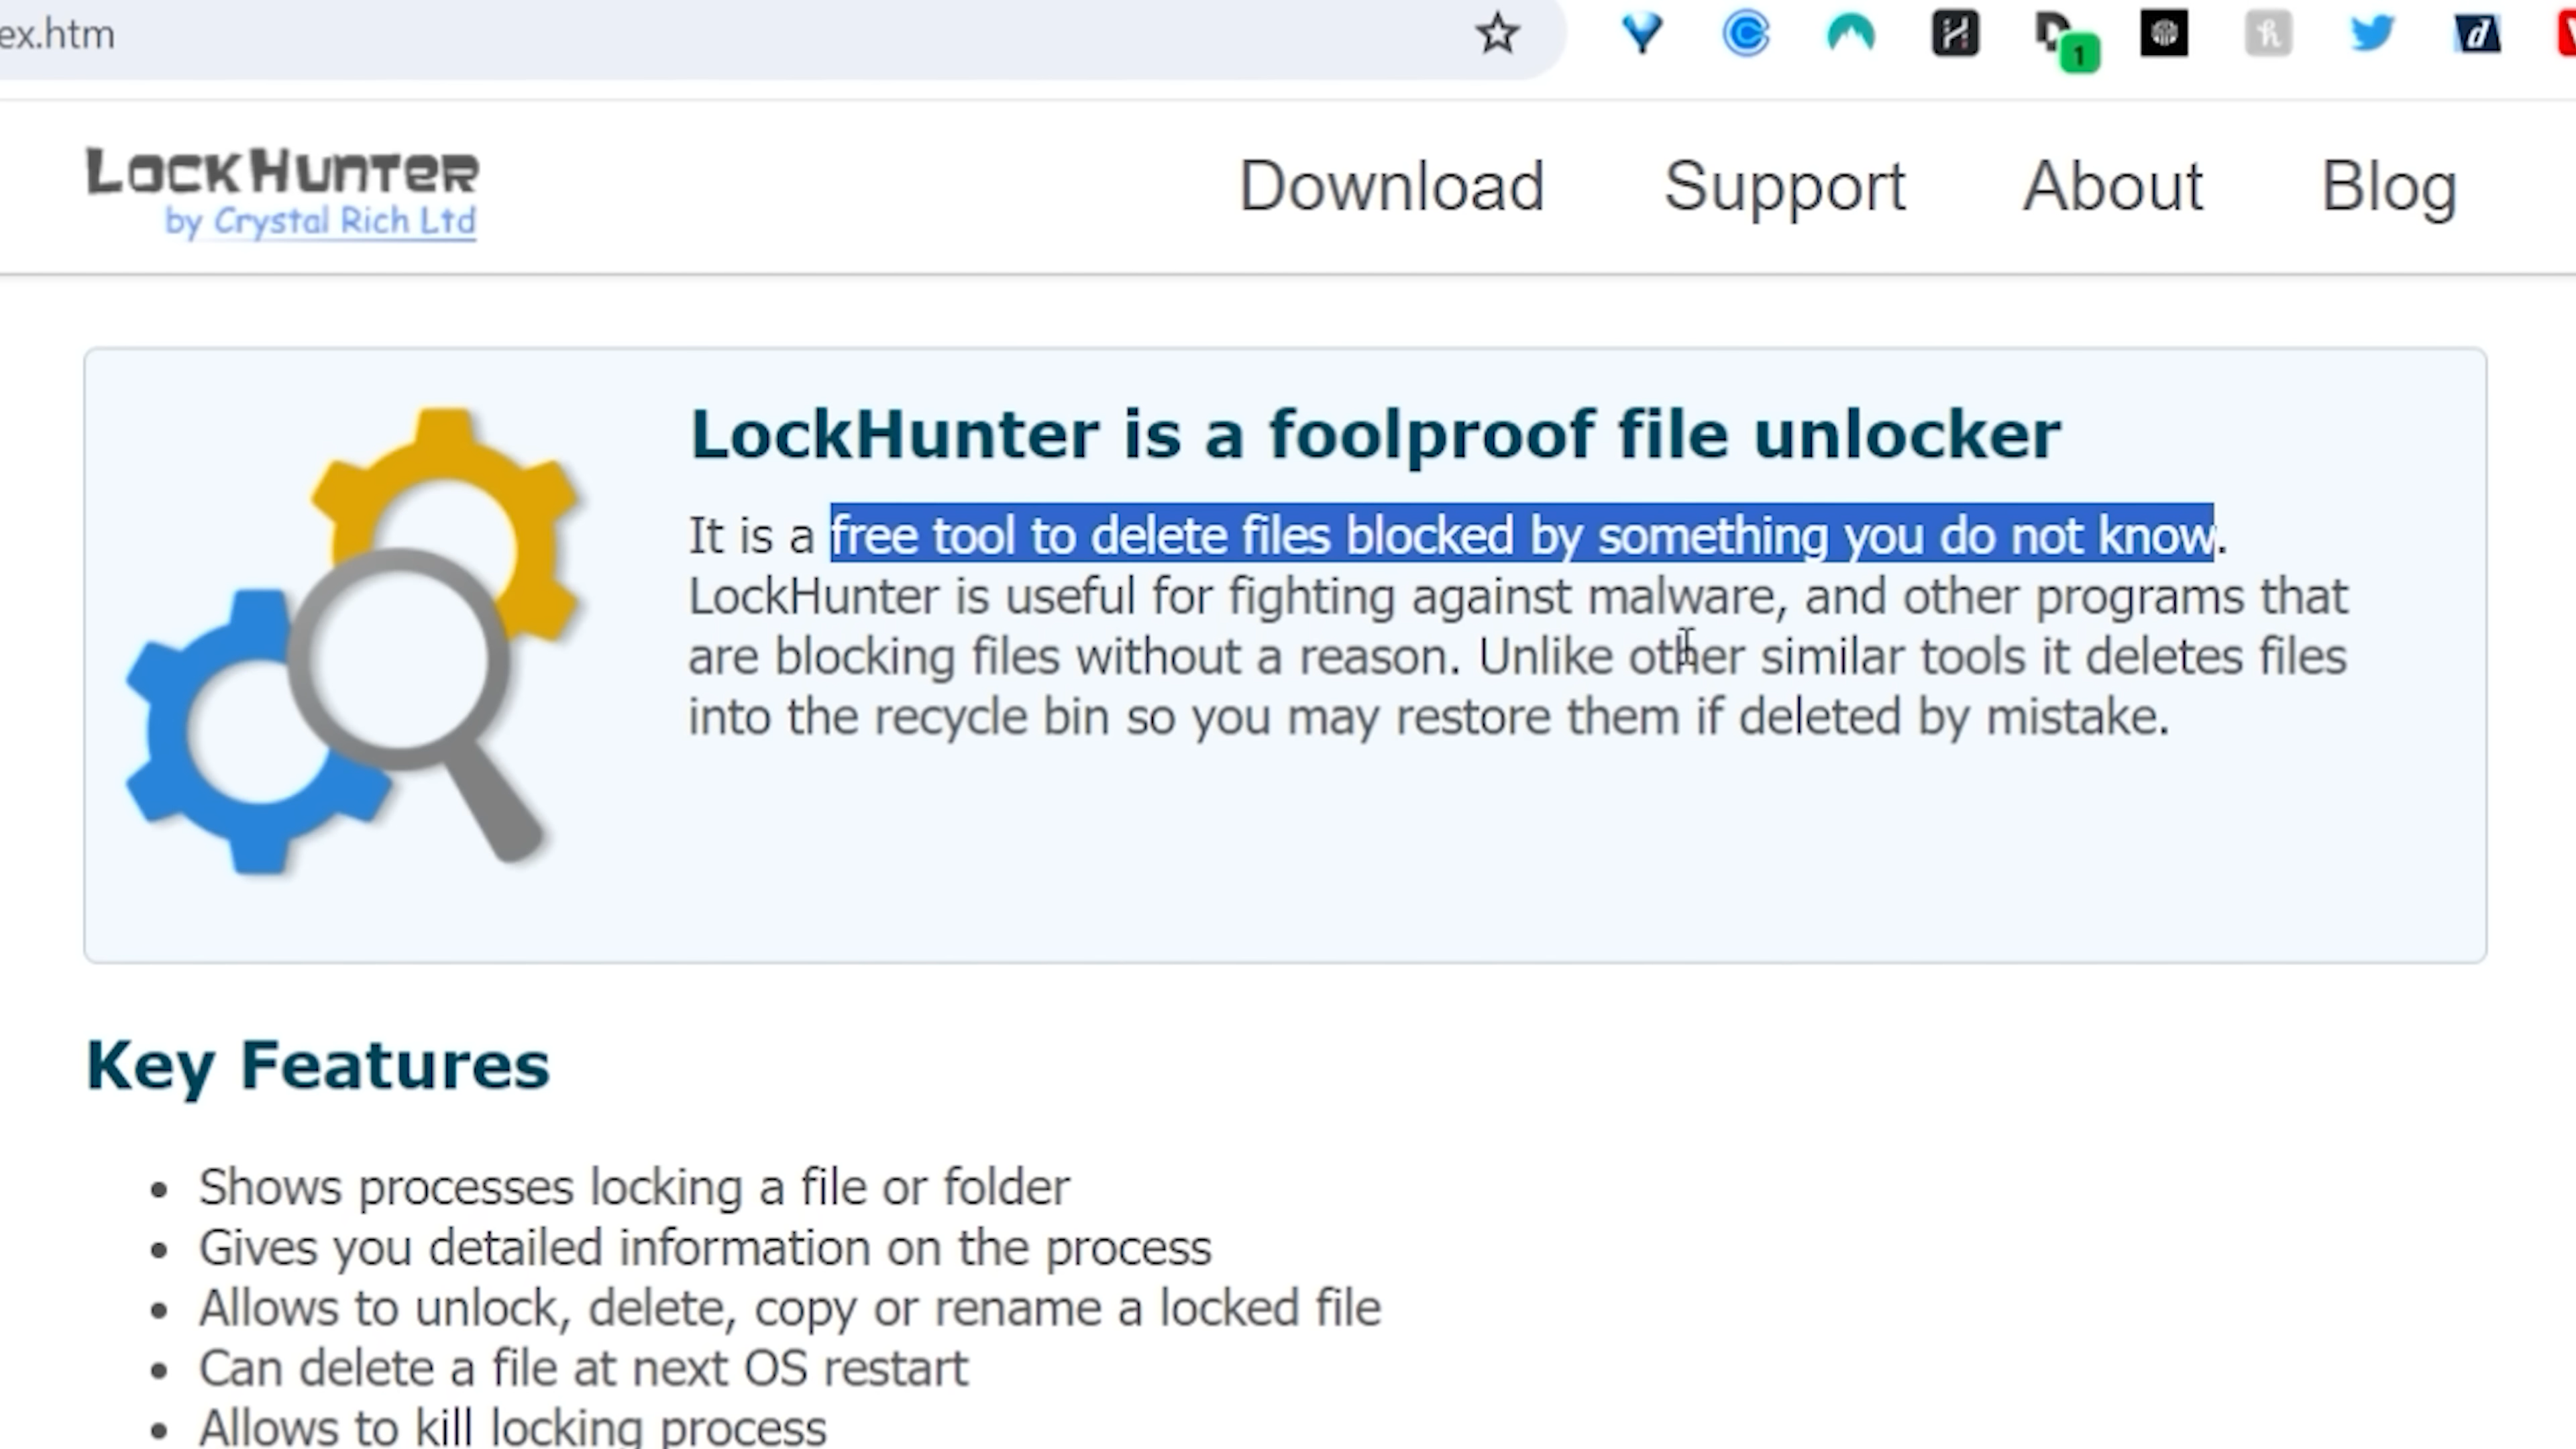 ex.htm
1
LockHunter
by Crystal Rich Ltd
Download Support About Blog
LockHunter is a foolproof file unlocker
It is a free tool to delete files blocked by something you do not know.
LockHunter is useful for fighting against malware, and other programs that
are blocking files without a reason. Unlike other similar tools it deletes files
into the recycle bin so you may restore them if deleted by mistake.
Key Features
• Shows processes locking a file or folder
• Gives you detailed information on the process
• Allows to unlock, delete, copy or rename a locked file
• Can delete a file at next OS restart
• Allows to kill locking process